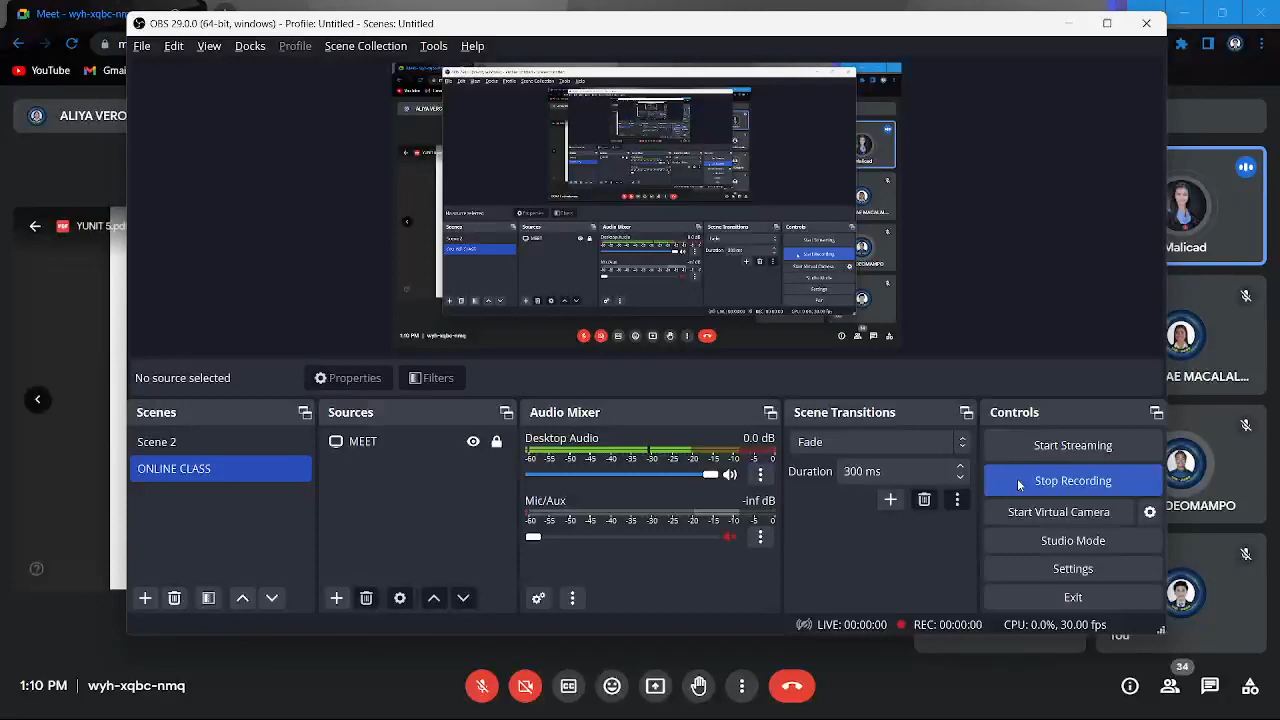 Meet - wyh-xqbc-nm
OBS 29.0.0 (64-bit, windows) - Profile: Untitled - Scenes: Untitled
File Edit View Docks Profile Scene Collection Tools Help
YouTube
Gmai
ALIYA VERO
YUNIT 5.pd
Malicad
AE MACALAL...
DEOMAMPO
No source selected
Properties
Filters
Scenes
Scene 2
ONLINE CLASS
Sources
MEET
Audio Mixer
Desktop Audio 0.0 dB
-60 -55 -50 -45 -40 -35 -30 -25 -20 -15 -10 -5 0
Mic/Aux -inf dB
-60 -55 -50 -45 -40 -35 -30 -25 -20 -15 -10 -5 0
Scene Transitions
Fade
Duration 300 ms
Controls
Start Streaming
Stop Recording
Start Virtual Camera
Studio Mode
Settings
Exit
LIVE: 00:00:00 REC: 00:00:00 CPU: 0.0%, 30.00 fps
You
34
1:10 PM wyh-xqbc-nmq